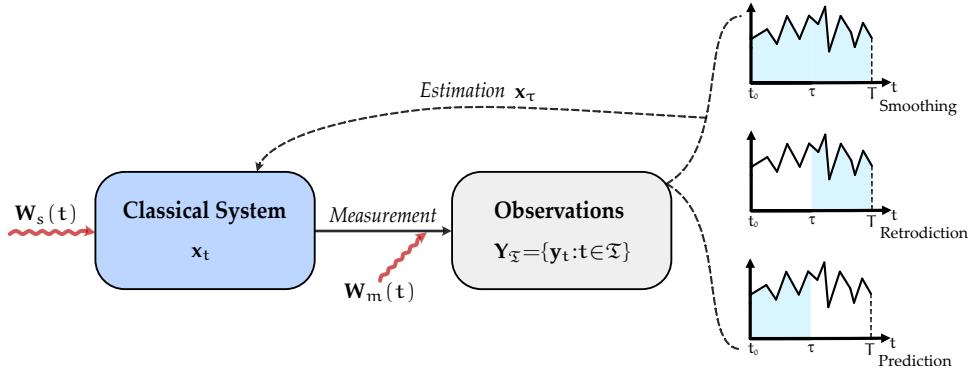 Estimation x_τ
W_s(t)
Classical System
x_t
Measurement
W_m(t)
Observations
Y_𝔗={y_t:t∈𝔗}
t₀ τ T t
Smoothing
t₀ τ T t
Retrodiction
t₀ τ T t
Prediction